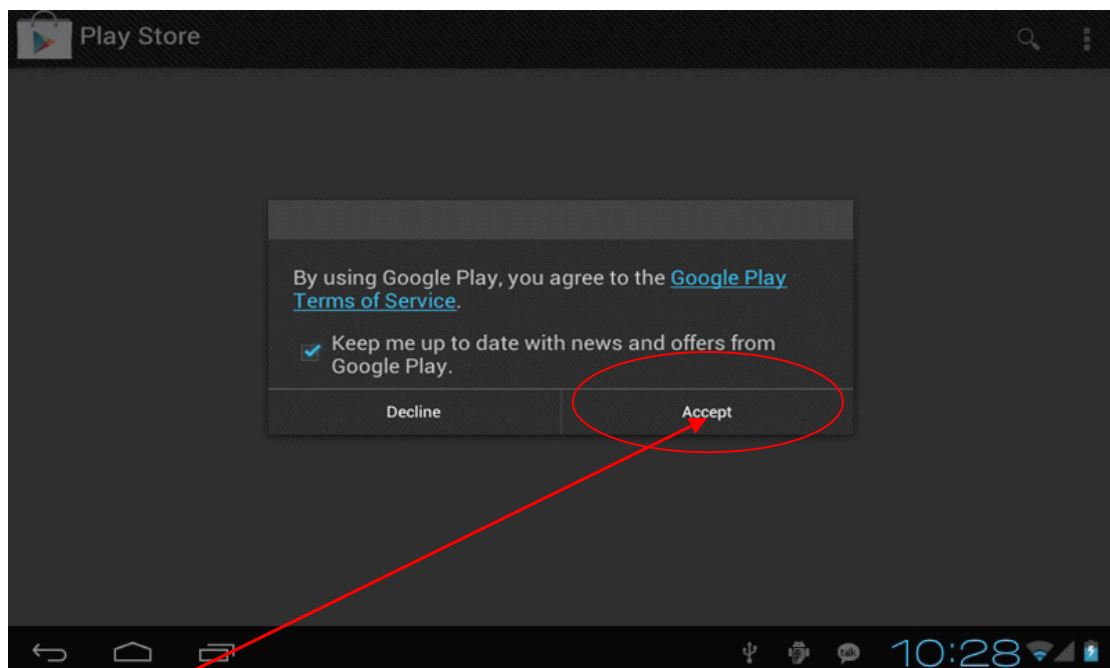 Play Store
By using Google Play, you agree to the Google Play
Terms of Service.
Keep me up to date with news and offers from
Google Play.
Decline
Accept
talk
10:28